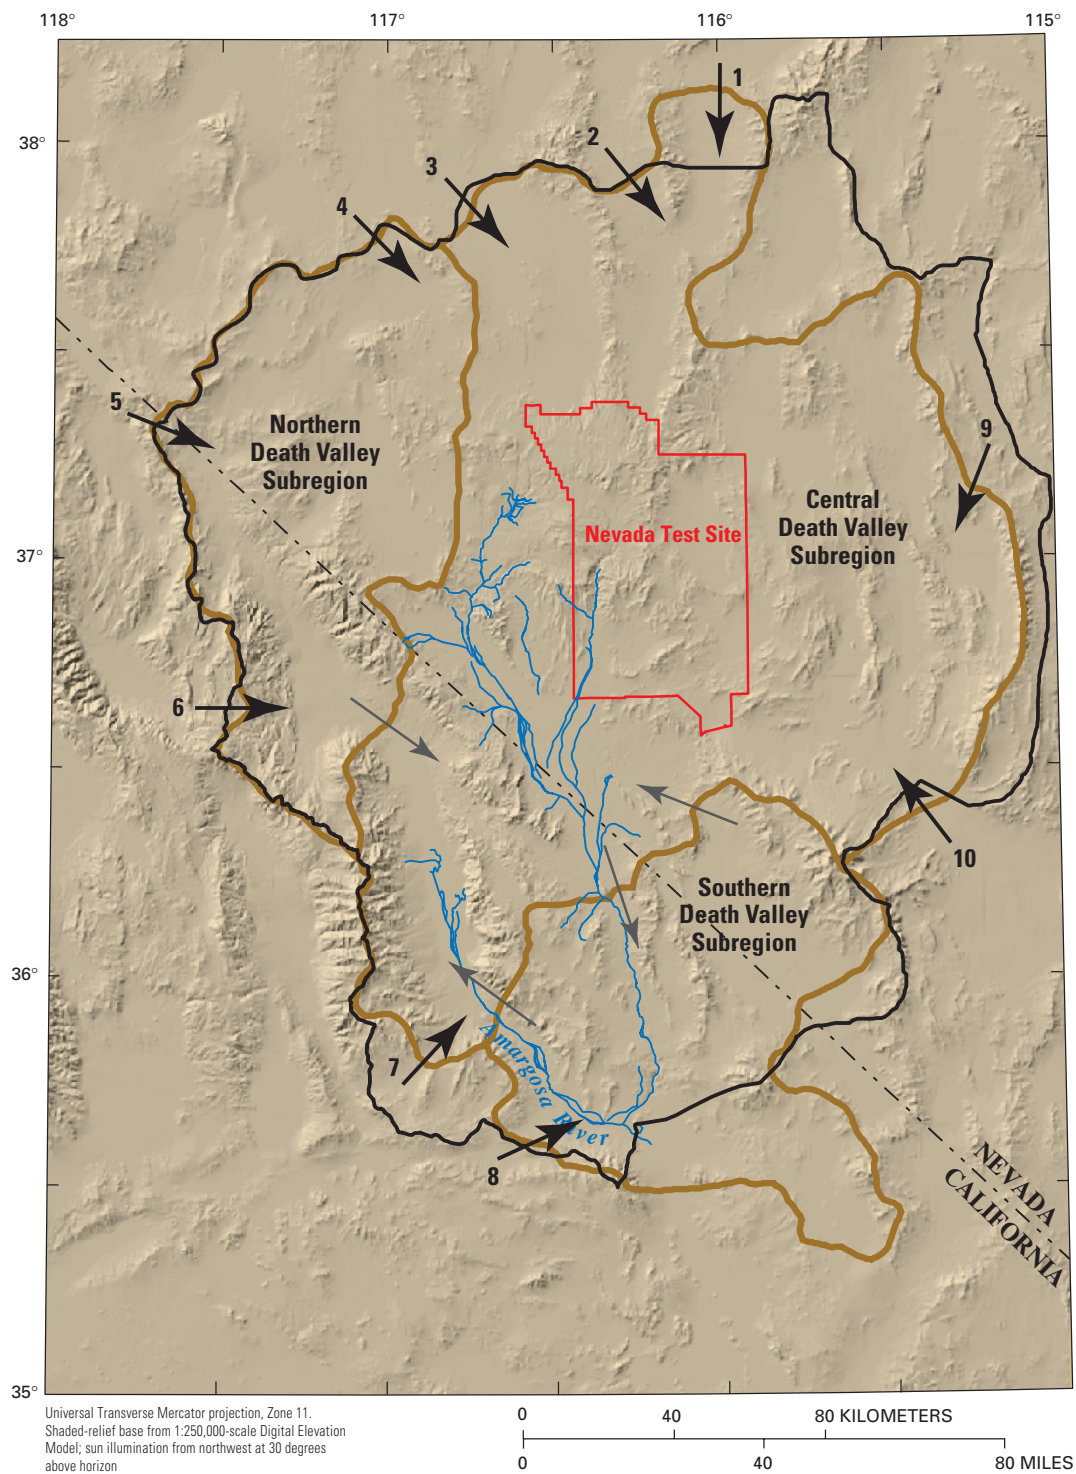 118°
117°
116°
115°
1
38°
2
3
4
5
Northern
Death Valley
Subregion
9
Central
Death Valley
Subregion
Nevada Test Site
37°
6
10
Southern
Death Valley
Subregion
36°
Amargosa River
7
8
NEVADA
CALIFORNIA
35°
Universal Transverse Mercator projection, Zone 11.
Shaded-relief base from 1:250,000-scale Digital Elevation
Model; sun illumination from northwest at 30 degrees
above horizon
0 40 80 KILOMETERS
0 40 80 MILES